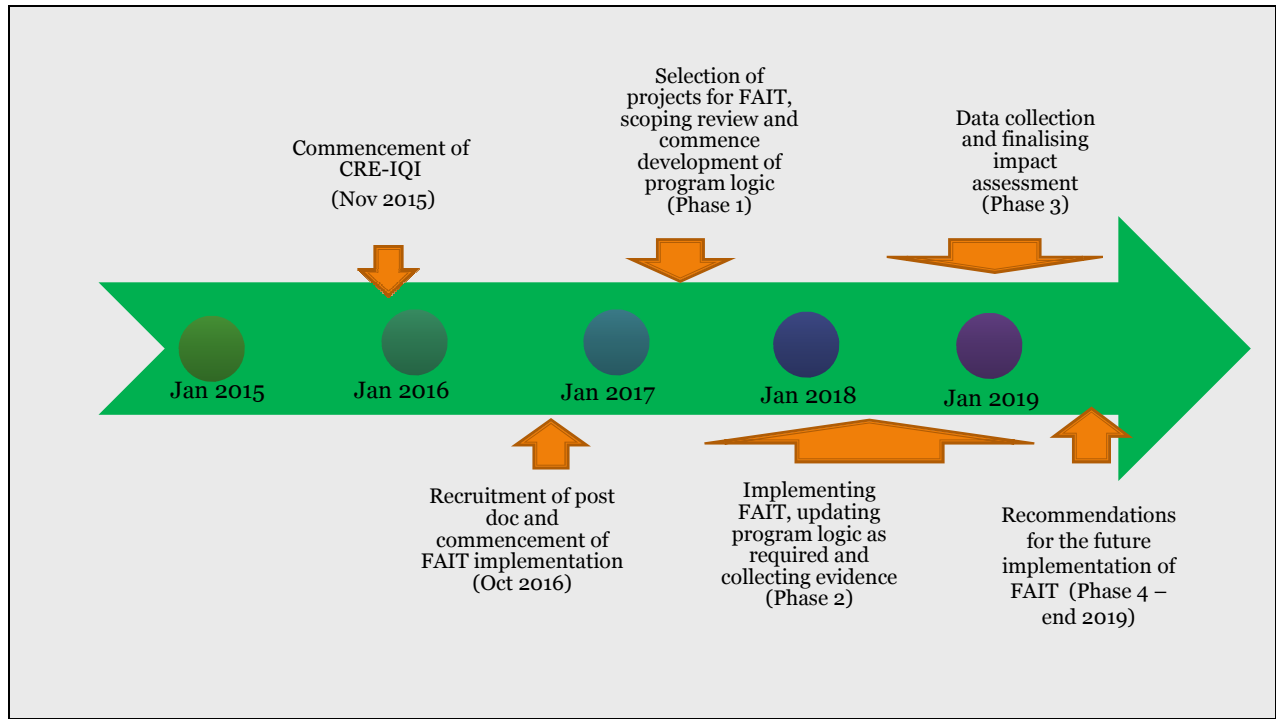 Commencement of
CRE-IQI
(Nov 2015)
Selection of
projects for FAIT,
scoping review and
commence
development of
program logic
(Phase 1)
Data collection
and finalising
impact
assessment
(Phase 3)
Jan 2015
Jan 2016
Jan 2017
Jan 2018
Jan 2019
Recruitment of post
doc and
commencement of
FAIT implementation
(Oct 2016)
Implementing
FAIT, updating
program logic as
required and
collecting evidence
(Phase 2)
Recommendations
for the future
implementation of
FAIT (Phase 4 –
end 2019)